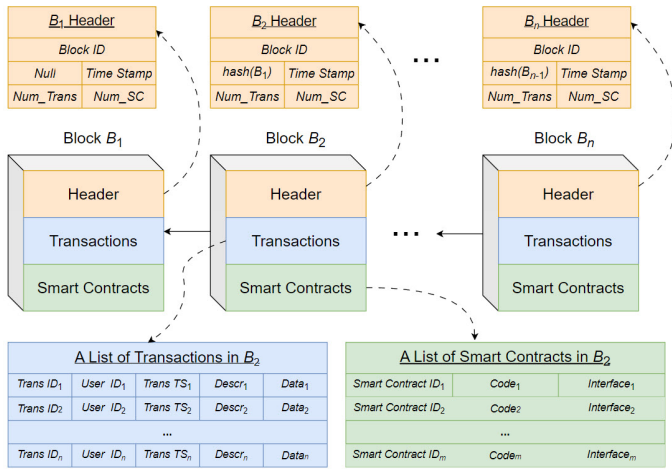 B₁ Header B₂ Header Bₙ Header
Block ID Block ID Block ID
Null Time Stamp hash(B₁) Time Stamp ... hash(Bₙ₋₁) Time Stamp
Num_Trans Num_SC Num_Trans Num_SC Num_Trans Num_SC
Block B₁ Block B₂ Block Bₙ
Header Header Header
Transactions Transactions ... Transactions
Smart Contracts Smart Contracts Smart Contracts
A List of Transactions in B₂
Trans ID₁ User ID₁ Trans TS₁ Descr₁ Data₁
Trans ID₂ User ID₂ Trans TS₂ Descr₂ Data₂
...
Trans IDₙ User IDₙ Trans TSₙ Descrₙ Dataₙ
A List of Smart Contracts in B₂
Smart Contract ID₁ Code₁ Interface₁
Smart Contract ID₂ Code₂ Interface₂
...
Smart Contract IDₘ Codeₘ Interfaceₘ